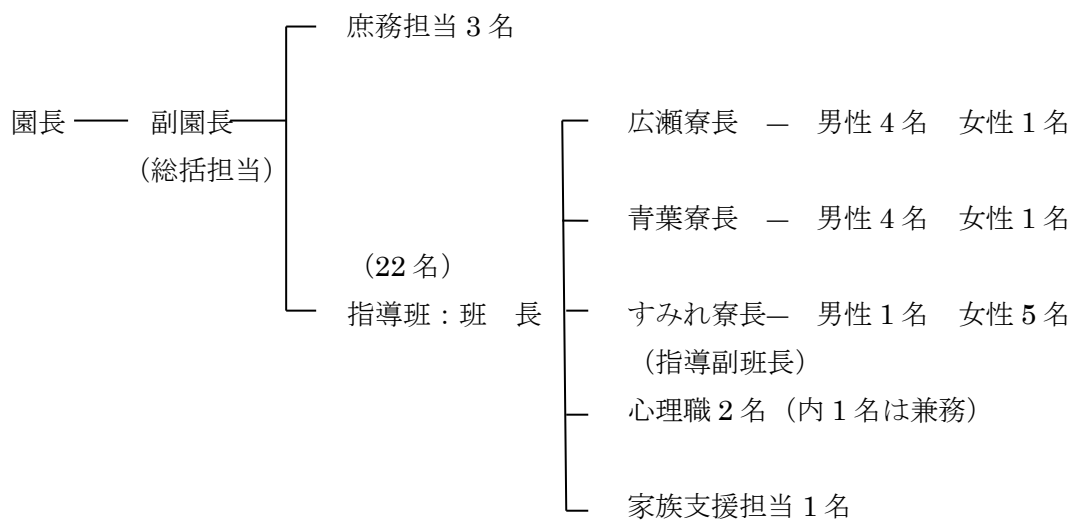 庶務担当 3 名
園長 副園長
(総括担当)
広瀬寮長 − 男性 4 名 女性 1 名
青葉寮長 − 男性 4 名 女性 1 名
(22 名)
指導班:班 長
すみれ寮長− 男性 1 名 女性 5 名
(指導副班長)
心理職 2 名(内 1 名は兼務)
家族支援担当 1 名